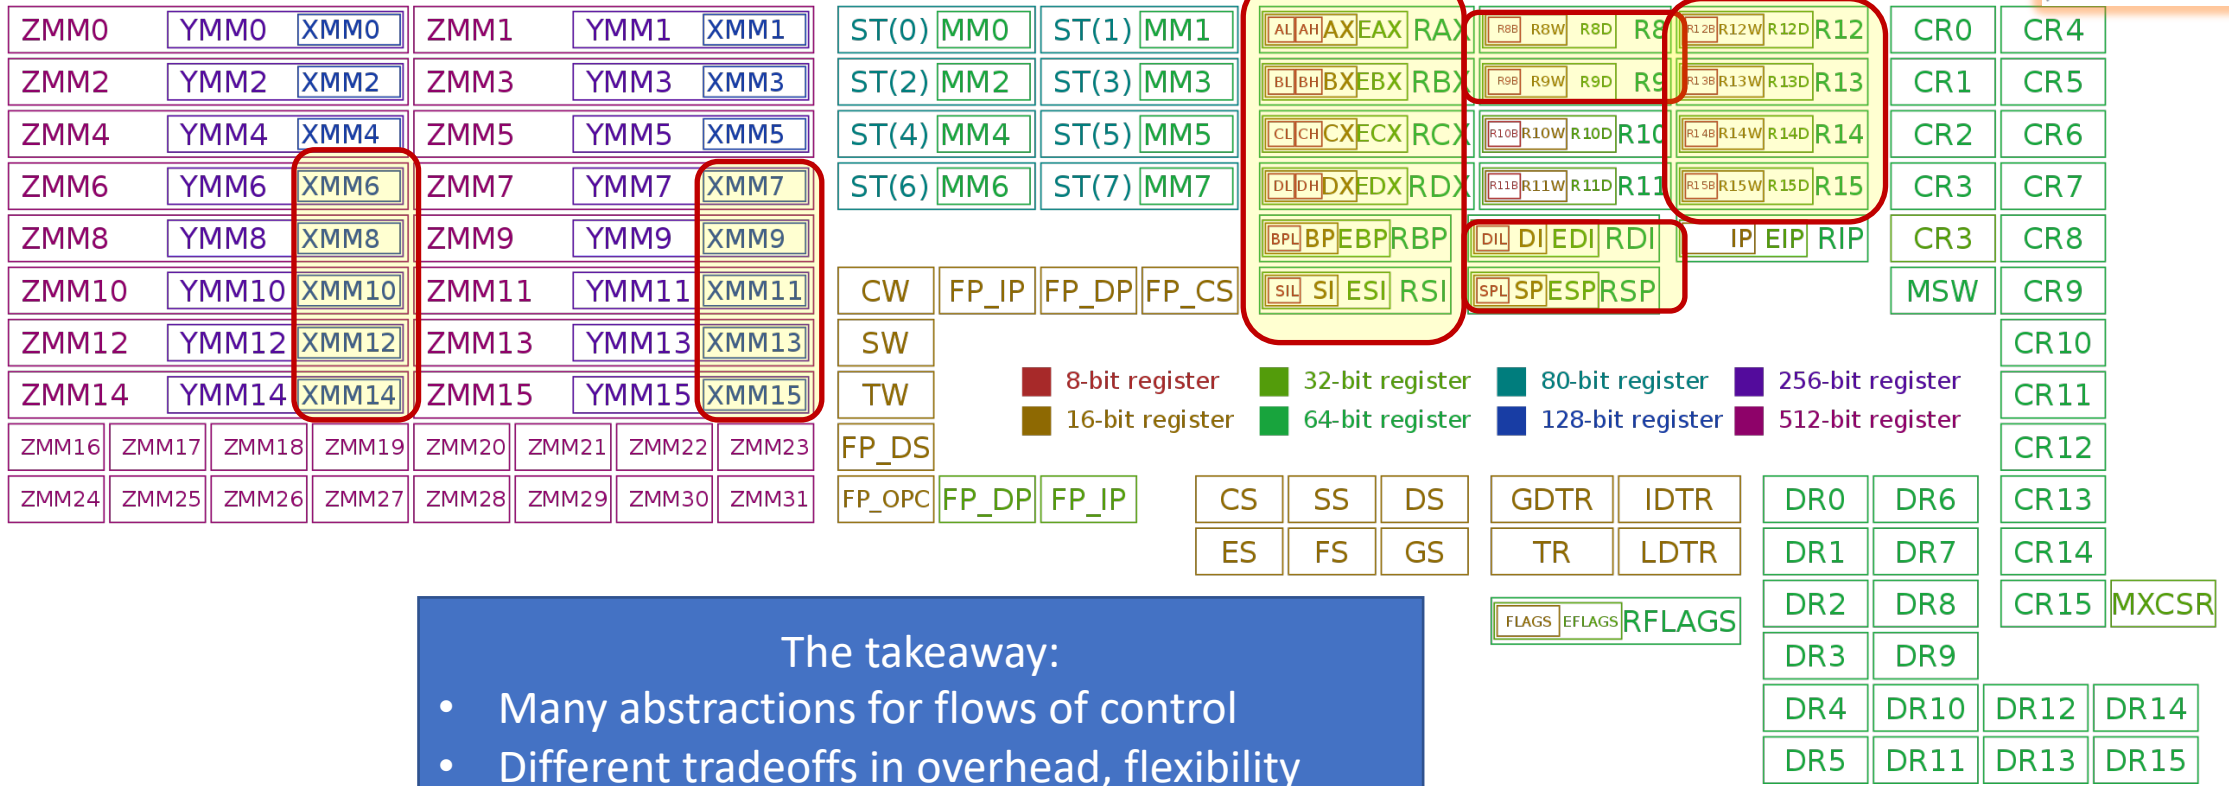 ZMM0 YMM0 XMM0 ZMM1 YMM1 XMM1 ST(0) MM0 ST(1) MM1 AL AH AX EAX RAX R8B R8W R8D R8 R12B R12W R12D R12 CR0 CR4
ZMM2 YMM2 XMM2 ZMM3 YMM3 XMM3 ST(2) MM2 ST(3) MM3 BL BH BX EBX RBX R9B R9W R9D R9 R13B R13W R13D R13 CR1 CR5
ZMM4 YMM4 XMM4 ZMM5 YMM5 XMM5 ST(4) MM4 ST(5) MM5 CL CH CX ECX RCX R10B R10W R10D R10 R14B R14W R14D R14 CR2 CR6
ZMM6 YMM6 XMM6 ZMM7 YMM7 XMM7 ST(6) MM6 ST(7) MM7 DL DH DX EDX RDX R11B R11W R11D R11 R15B R15W R15D R15 CR3 CR7
ZMM8 YMM8 XMM8 ZMM9 YMM9 XMM9 BPL BP EBP RBP DIL DI EDI RDI IP EIP RIP CR3 CR8
ZMM10 YMM10 XMM10 ZMM11 YMM11 XMM11 CW FP_IP FP_DP FP_CS SIL SI ESI RSI SPL SP ESP RSP MSW CR9
ZMM12 YMM12 XMM12 ZMM13 YMM13 XMM13 SW CR10
8-bit register 32-bit register 80-bit register 256-bit register
ZMM14 YMM14 XMM14 ZMM15 YMM15 XMM15 TW CR11
16-bit register 64-bit register 128-bit register 512-bit register
ZMM16 ZMM17 ZMM18 ZMM19 ZMM20 ZMM21 ZMM22 ZMM23 FP_DS CR12
ZMM24 ZMM25 ZMM26 ZMM27 ZMM28 ZMM29 ZMM30 ZMM31 FP_OPC FP_DP FP_IP CS SS DS GDTR IDTR DR0 DR6 CR13
ES FS GS TR LDTR DR1 DR7 CR14
DR2 DR8 CR15 MXCSR
FLAGS EFLAGS RFLAGS
DR3 DR9
DR4 DR10 DR12 DR14
DR5 DR11 DR13 DR15
The takeaway:
• Many abstractions for flows of control
• Different tradeoffs in overhead, flexibility